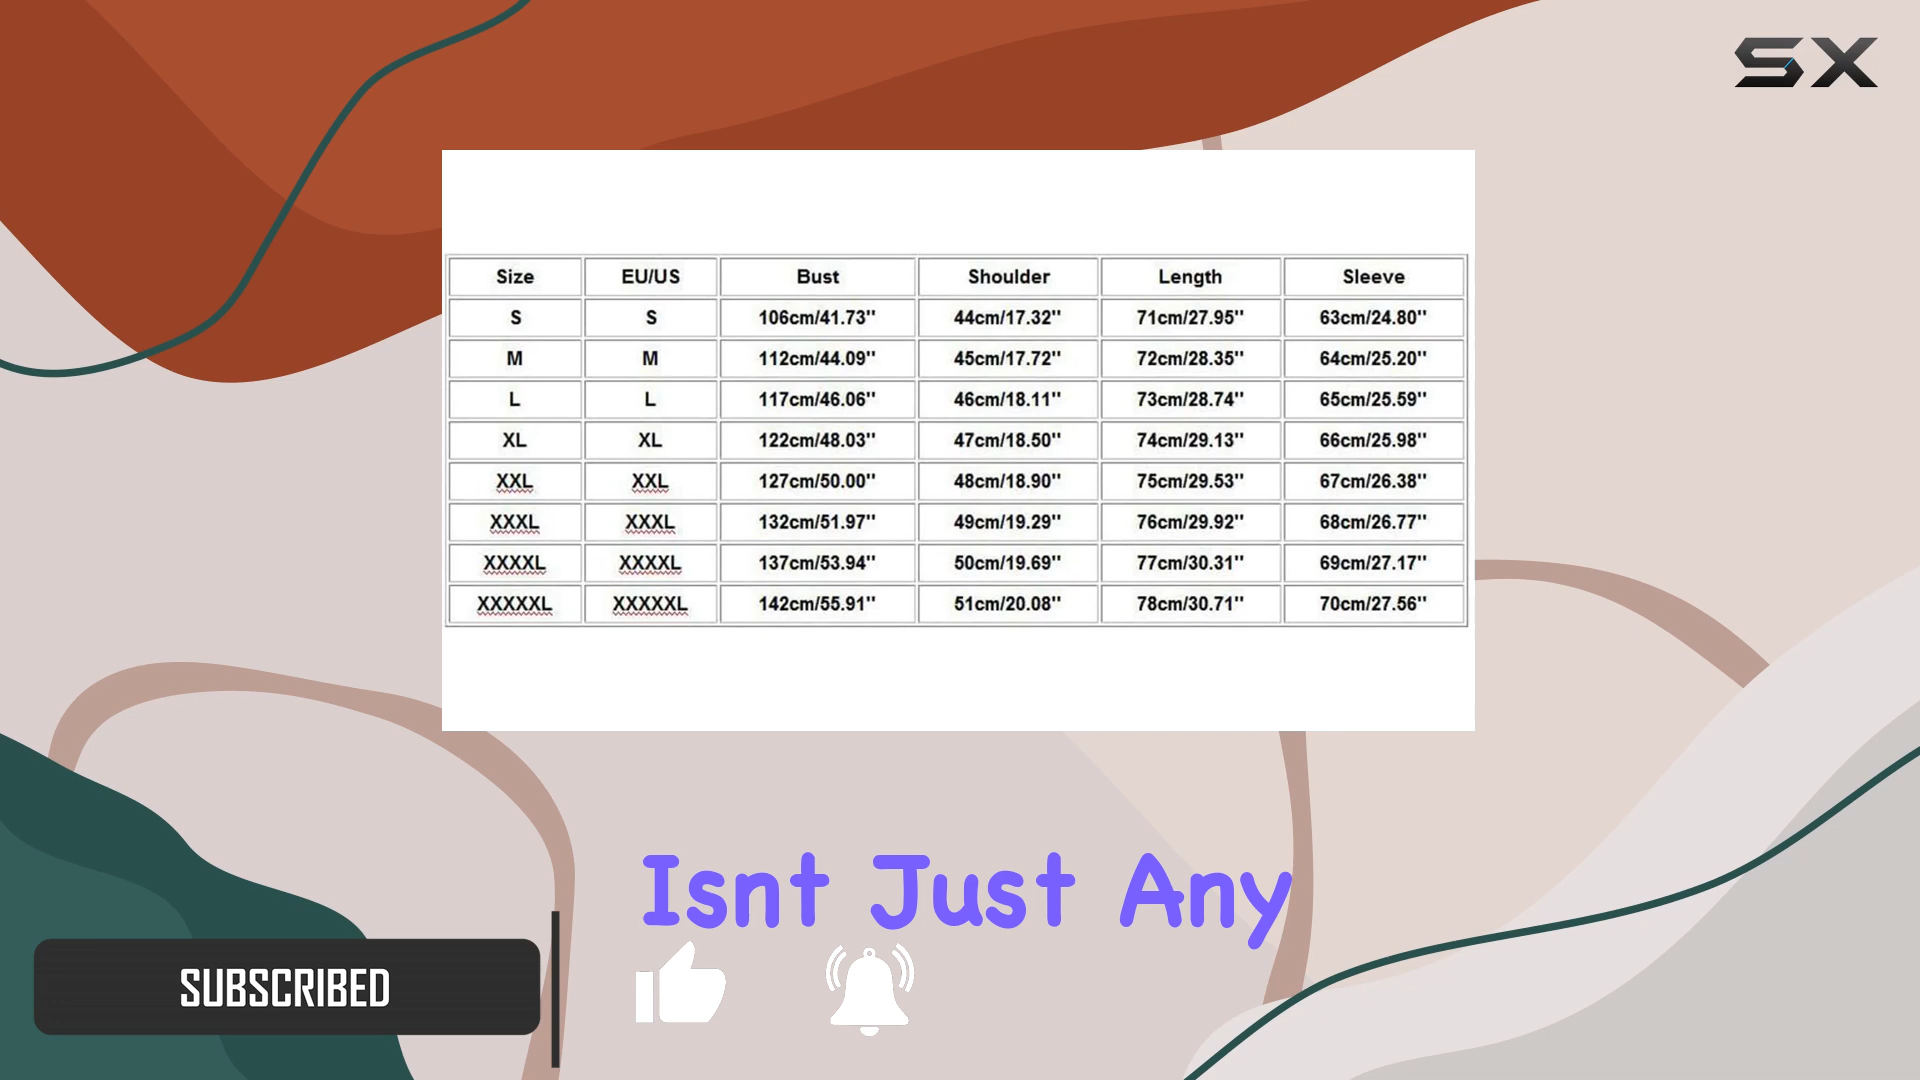 SX
Size EU/US Bust Shoulder Length Sleeve
S S 106cm/41.73'' 44cm/17.32'' 71cm/27.95'' 63cm/24.80''
M M 112cm/44.09'' 45cm/17.72'' 72cm/28.35'' 64cm/25.20''
L L 117cm/46.06'' 46cm/18.11'' 73cm/28.74'' 65cm/25.59''
XL XL 122cm/48.03'' 47cm/18.50'' 74cm/29.13'' 66cm/25.98''
XXL XXL 127cm/50.00'' 48cm/18.90'' 75cm/29.53'' 67cm/26.38''
XXXL XXXL 132cm/51.97'' 49cm/19.29'' 76cm/29.92'' 68cm/26.77''
XXXXL XXXXL 137cm/53.94'' 50cm/19.69'' 77cm/30.31'' 69cm/27.17''
XXXXXL XXXXXL 142cm/55.91'' 51cm/20.08'' 78cm/30.71'' 70cm/27.56''
Isnt Just Any
SUBSCRIBED